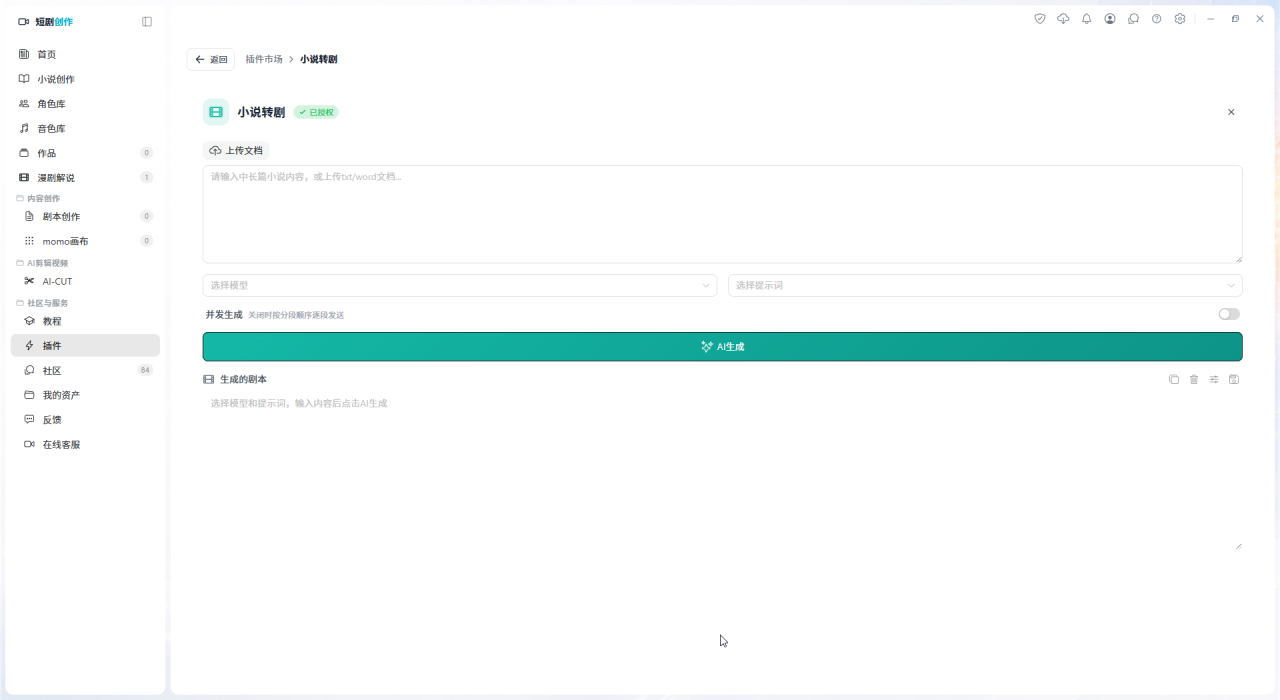 短剧创作
首页
小说创作
角色库
音色库
作品 0
漫剧解说 1
内容创作
剧本创作 0
momo画布 0
AI剪辑视频
AI-CUT
社区与服务
教程
插件
社区 84
我的资产
反馈
在线客服
返回 插件市场 > 小说转剧
小说转剧 已授权
上传文档
请输入中长篇小说内容，或上传txt/word文档...
选择模型 选择提示词
并发生成 关闭时按分段顺序逐段发送
AI生成
生成的剧本
选择模型和提示词，输入内容后点击AI生成